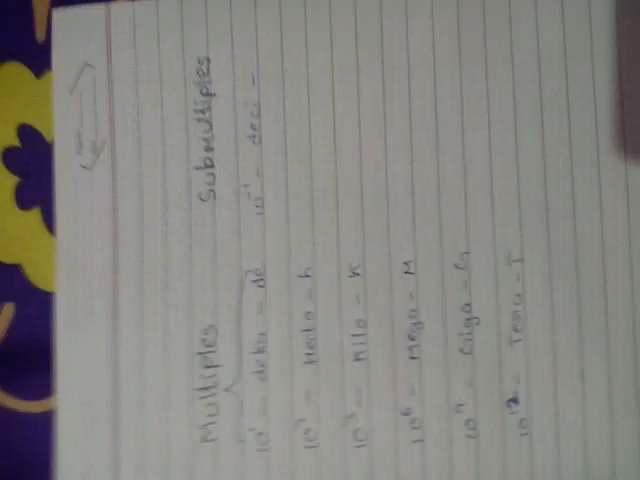 Multiples Submultiples
10¹ - deka - da 10⁻¹ - deci -
10² - Hecto - h
10³ - Kilo - K
10⁶ - Mega - M
10⁹ - Giga - G
10¹² - Tera - T